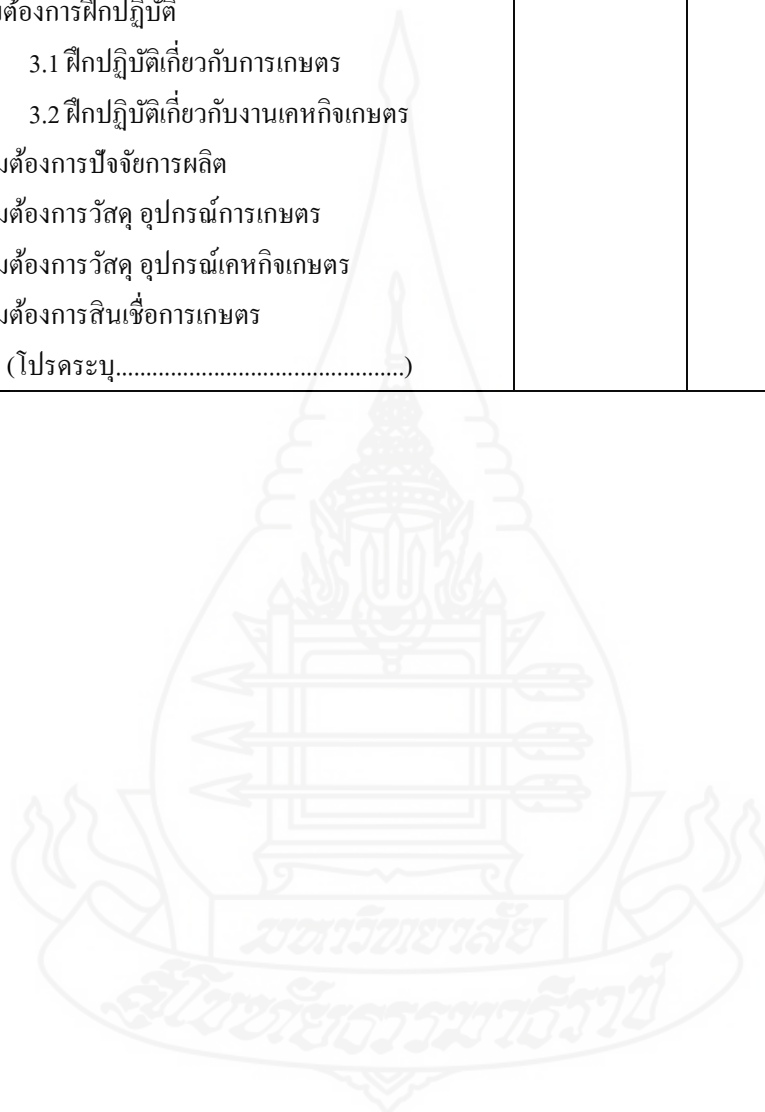 ต้องการฝึกปฏิบัติ
3.1 ฝึกปฏิบัติเกี่ยวกับการเกษตร
3.2 ฝึกปฏิบัติเกี่ยวกับงานเคหกิจเกษตร
มต้องการปัจจัยการผลิต
มต้องการวัสดุ อุปกรณ์การเกษตร
มต้องการวัสดุ อุปกรณ์เคหกิจเกษตร
มต้องการสินเชื่อการเกษตร
(โปรดระบุ................................................)
มหาวิทยาลัย
สุโขทัยธรรมาธิราช